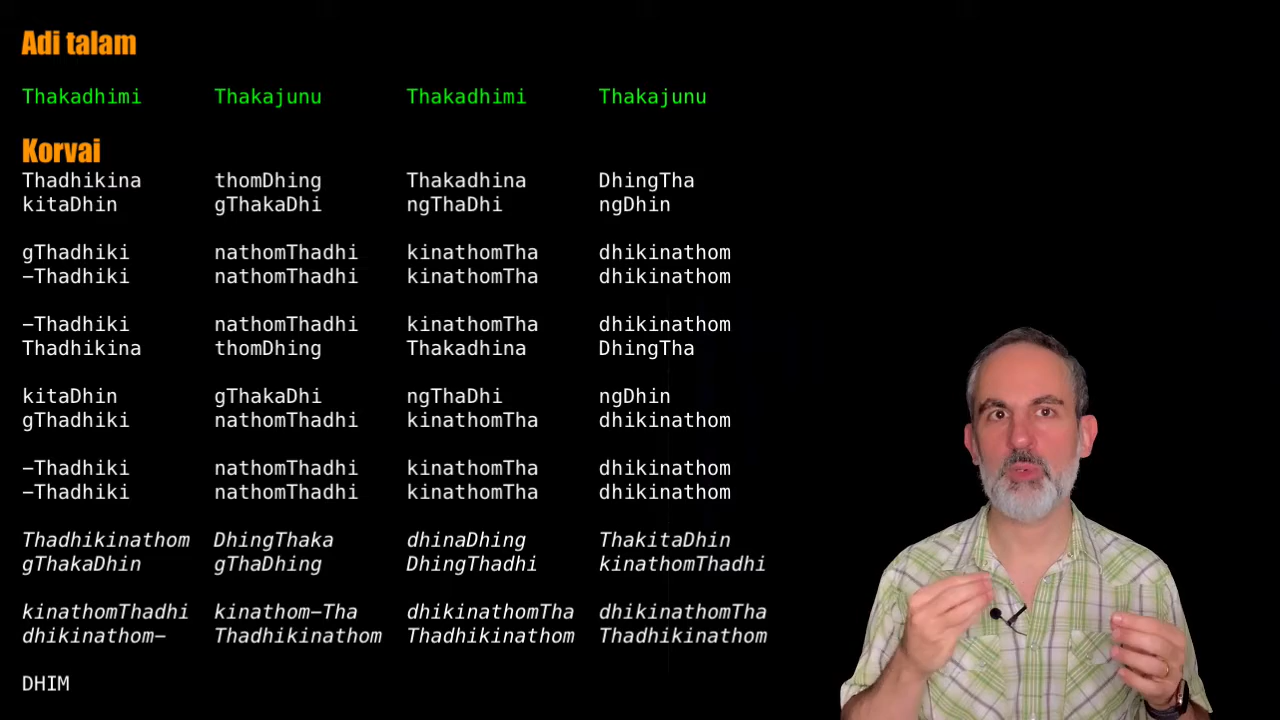 Adi talam
Thakadhimi Thakajunu Thakadhimi Thakajunu
Korvai
Thadhikina thomDhing Thakadhina DhingTha
kitaDhin gThakaDhi ngThaDhi ngDhin
gThadhiki nathomThadhi kinathomTha dhikinathom
–Thadhiki nathomThadhi kinathomTha dhikinathom
–Thadhiki nathomThadhi kinathomTha dhikinathom
Thadhikina thomDhing Thakadhina DhingTha
kitaDhin gThakaDhi ngThaDhi ngDhin
gThadhiki nathomThadhi kinathomTha dhikinathom
–Thadhiki nathomThadhi kinathomTha dhikinathom
–Thadhiki nathomThadhi kinathomTha dhikinathom
Thadhikinathom DhingThaka dhinaDhing ThakitaDhin
gThakaDhin gThaDhing DhingThadhi kinathomThadhi
kinathomThadhi kinathom–Tha dhikinathomTha dhikinathomTha
dhikinathom– Thadhikinathom Thadhikinathom Thadhikinathom
DHIM